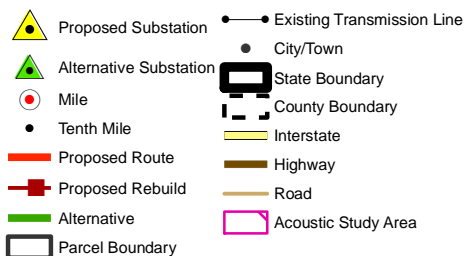 Proposed Substation
Alternative Substation
Mile
Tenth Mile
Proposed Route
Proposed Rebuild
Alternative
Parcel Boundary
Existing Transmission Line
City/Town
State Boundary
County Boundary
Interstate
Highway
Road
Acoustic Study Area